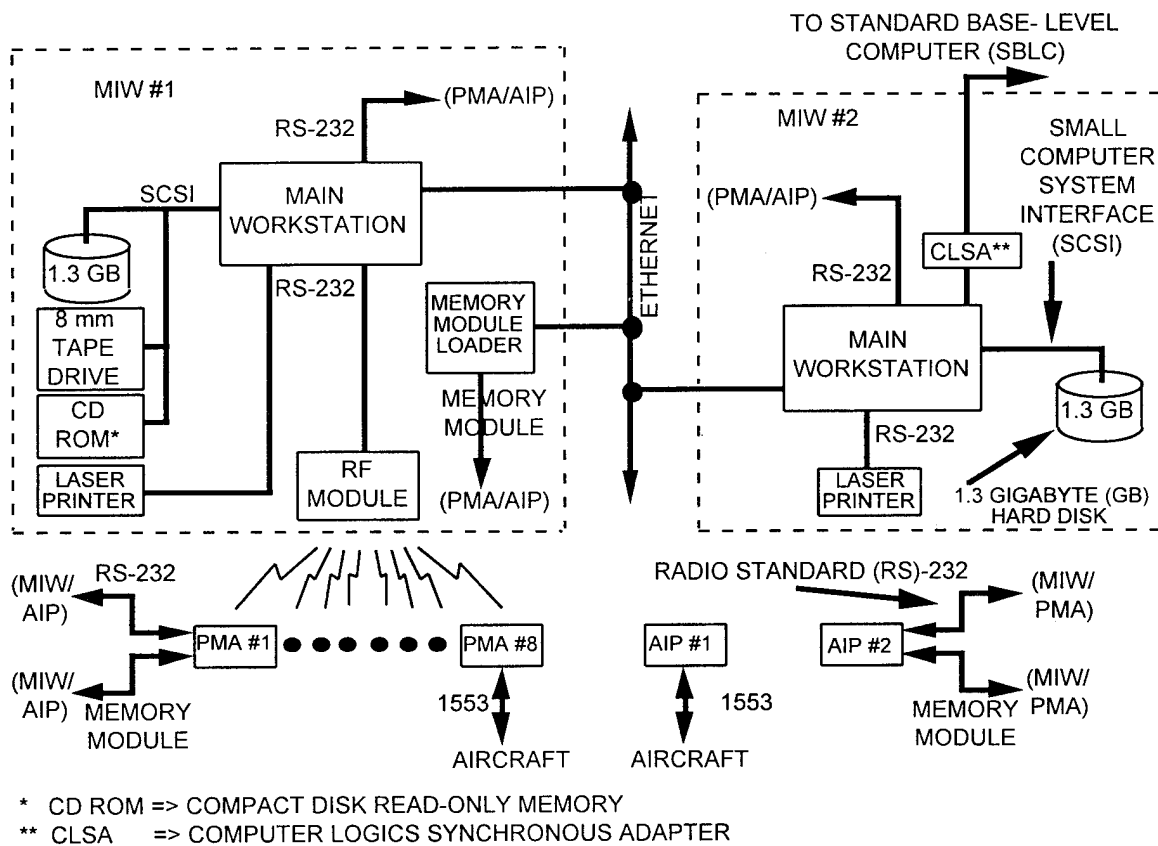 TO STANDARD BASE- LEVEL
COMPUTER (SBLC)
MIW #1
(PMA/AIP)
RS-232
SCSI
MAIN
WORKSTATION
1.3 GB
RS-232
8 mm
TAPE
DRIVE
CD
ROM*
LASER
PRINTER
RF
MODULE
MEMORY
MODULE
LOADER
MEMORY
MODULE
(PMA/AIP)
ETHERNET
MIW #2
(PMA/AIP)
RS-232
CLSA**
SMALL
COMPUTER
SYSTEM
INTERFACE
(SCSI)
MAIN
WORKSTATION
1.3 GB
RS-232
LASER
PRINTER
1.3 GIGABYTE (GB)
HARD DISK
(MIW/
AIP)
RS-232
PMA #1
PMA #8
(MIW/
AIP)
MEMORY
MODULE
1553
AIRCRAFT
AIP #1
1553
AIRCRAFT
RADIO STANDARD (RS)-232
AIP #2
(MIW/
PMA)
(MIW/
PMA)
MEMORY
MODULE
* CD ROM => COMPACT DISK READ-ONLY MEMORY
** CLSA => COMPUTER LOGICS SYNCHRONOUS ADAPTER